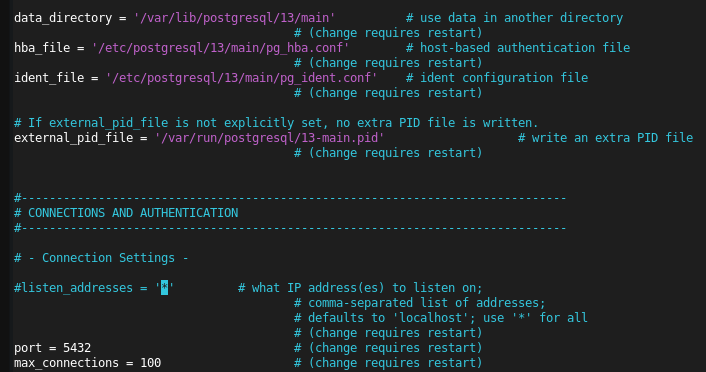 data_directory = '/var/lib/postgresql/13/main'          # use data in another directory
                                        # (change requires restart)
hba_file = '/etc/postgresql/13/main/pg_hba.conf'        # host-based authentication file
                                        # (change requires restart)
ident_file = '/etc/postgresql/13/main/pg_ident.conf'    # ident configuration file
                                        # (change requires restart)

# If external_pid_file is not explicitly set, no extra PID file is written.
external_pid_file = '/var/run/postgresql/13-main.pid'                   # write an extra PID file
                                        # (change requires restart)


#------------------------------------------------------------------------------
# CONNECTIONS AND AUTHENTICATION
#------------------------------------------------------------------------------

# - Connection Settings -

#listen_addresses = '*'         # what IP address(es) to listen on;
                                        # comma-separated list of addresses;
                                        # defaults to 'localhost'; use '*' for all
                                        # (change requires restart)
port = 5432                             # (change requires restart)
max_connections = 100                   # (change requires restart)